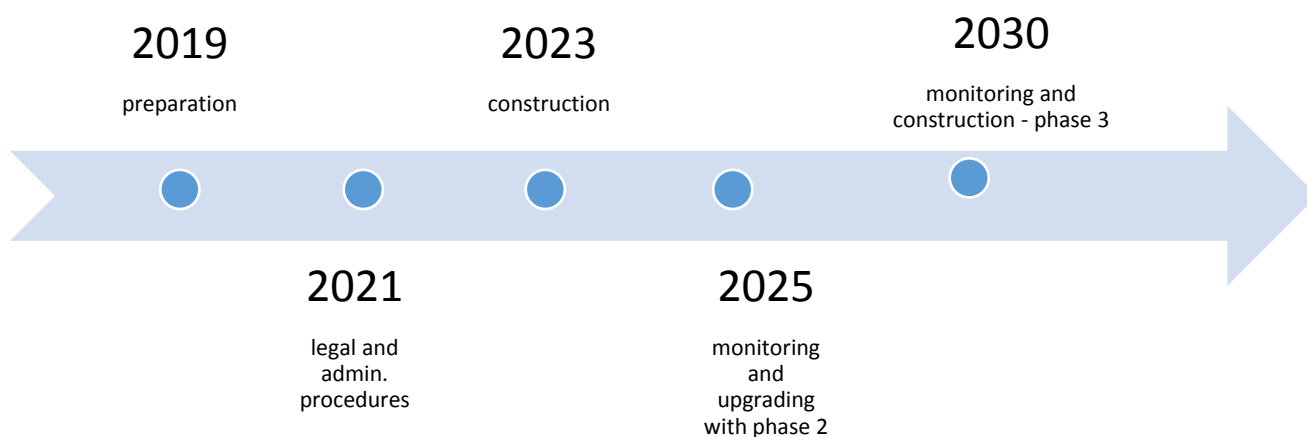 2019
preparation
2021
legal and
admin.
procedures
2023
construction
2025
monitoring
and
upgrading
with phase 2
2030
monitoring and
construction - phase 3